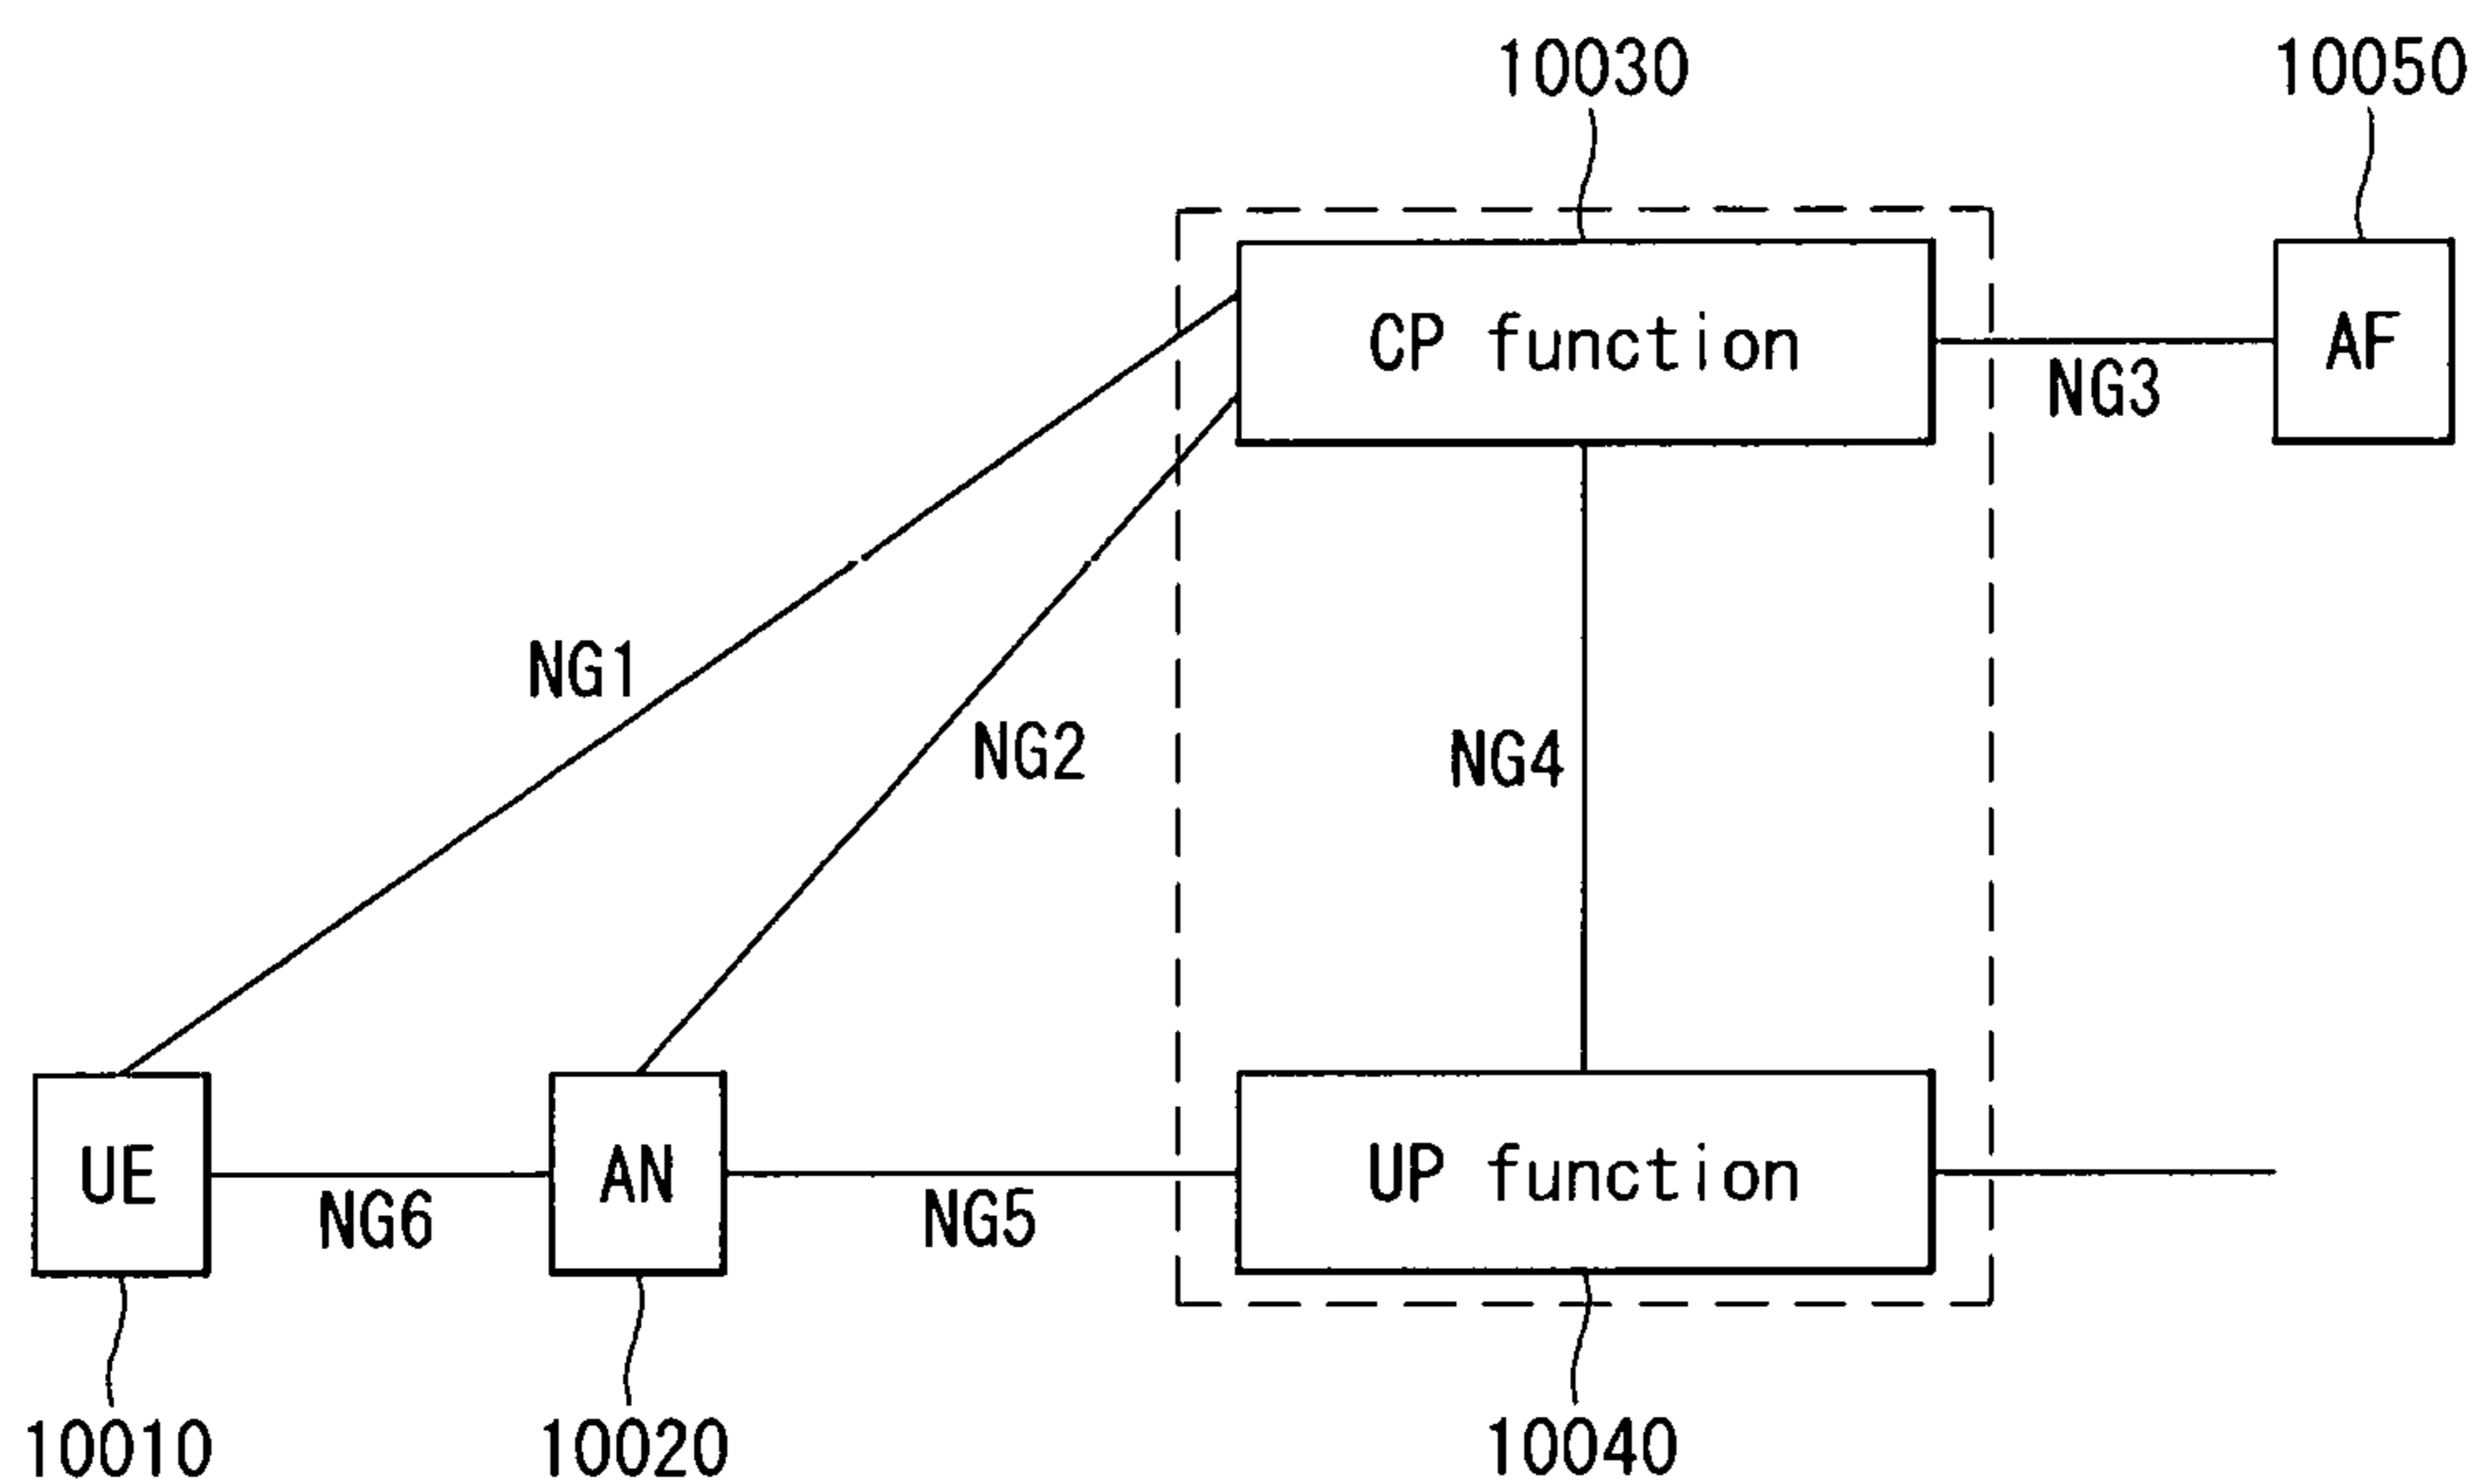 10030
10050
CP function
AF
NG3
NG1
NG2
NG4
UE
AN
UP function
NG6
NG5
10010
10020
10040